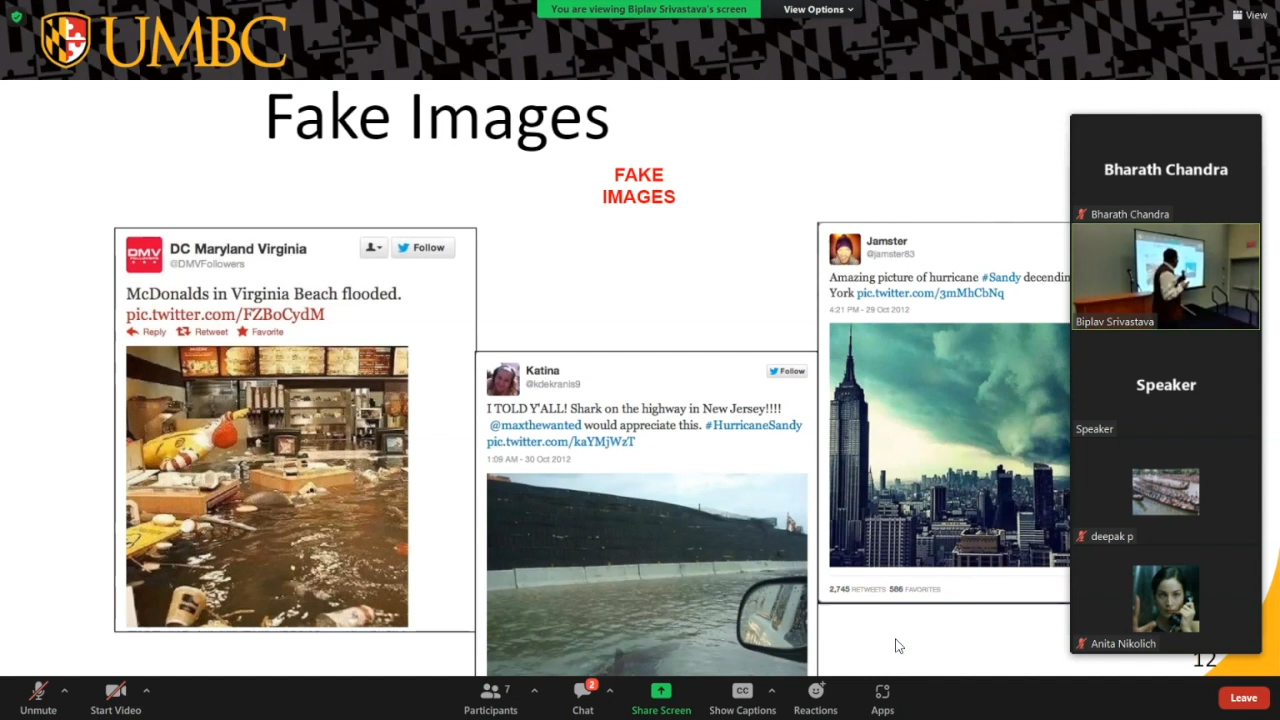 You are viewing Biplav Srivastava's screen
View Options
View
UMBC
Fake Images
FAKE
IMAGES
DMV
FOLLOWERS
DC Maryland Virginia
@DMVFollowers
Follow
McDonalds in Virginia Beach flooded.
pic.twitter.com/FZBoCydM
Reply Retweet Favorite
Katina
@kdekranis9
Follow
I TOLD Y'ALL! Shark on the highway in New Jersey!!!!
@maxthewanted would appreciate this. #HurricaneSandy
pic.twitter.com/kaYMjWzT
1:09 AM - 30 Oct 2012
Jamster
@jamster83
Amazing picture of hurricane #Sandy decendin
York pic.twitter.com/3mMhCbNq
4:21 PM - 29 Oct 2012
2,745 RETWEETS 586 FAVORITES
Bharath Chandra
Bharath Chandra
Biplav Srivastava
Speaker
Speaker
deepak p
Anita Nikolich
12
Unmute
Start Video
7
Participants
2
Chat
Share Screen
CC
Show Captions
Reactions
Apps
Leave